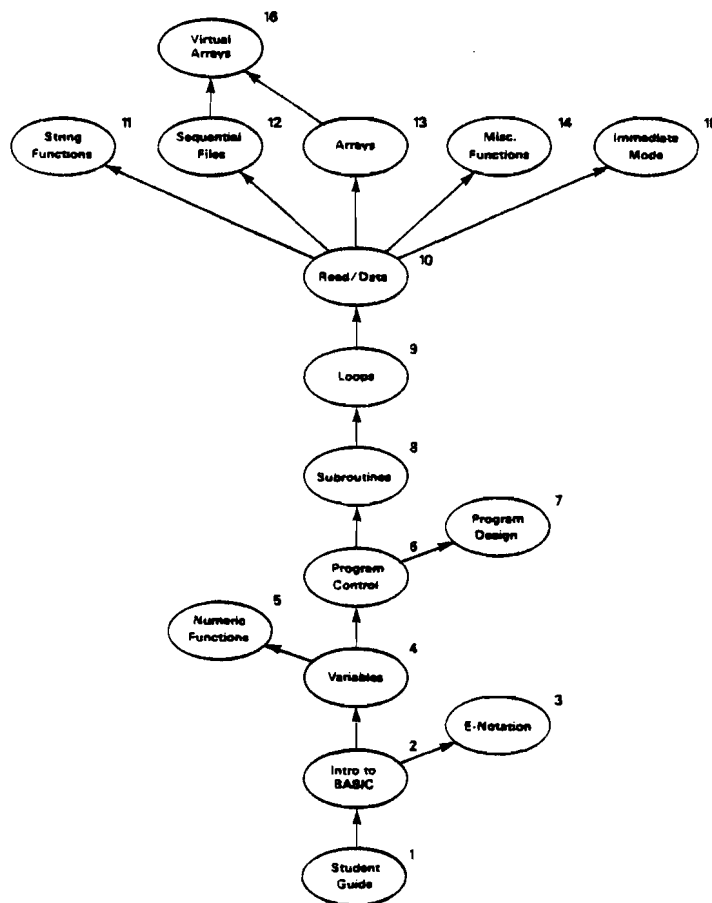 16
Virtual
Arrays
11
12
13
14
String
Functions
Sequential
Files
Arrays
Misc.
Functions
Immediate
Mode
10
Read/Data
9
Loops
8
Subroutines
7
Program
Design
6
Program
Control
5
Numeric
Functions
4
Variables
3
E-Notation
2
Intro to
BASIC
1
Student
Guide